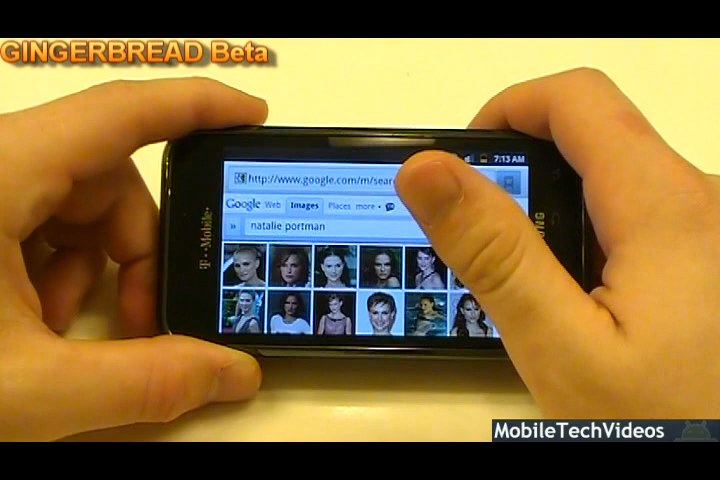 GINGERBREAD Beta
7:13 AM
http://www.google.com/m/sear
Google Web Images Places more
natalie portman
T-Mobile
SUNG
MobileTechVideos